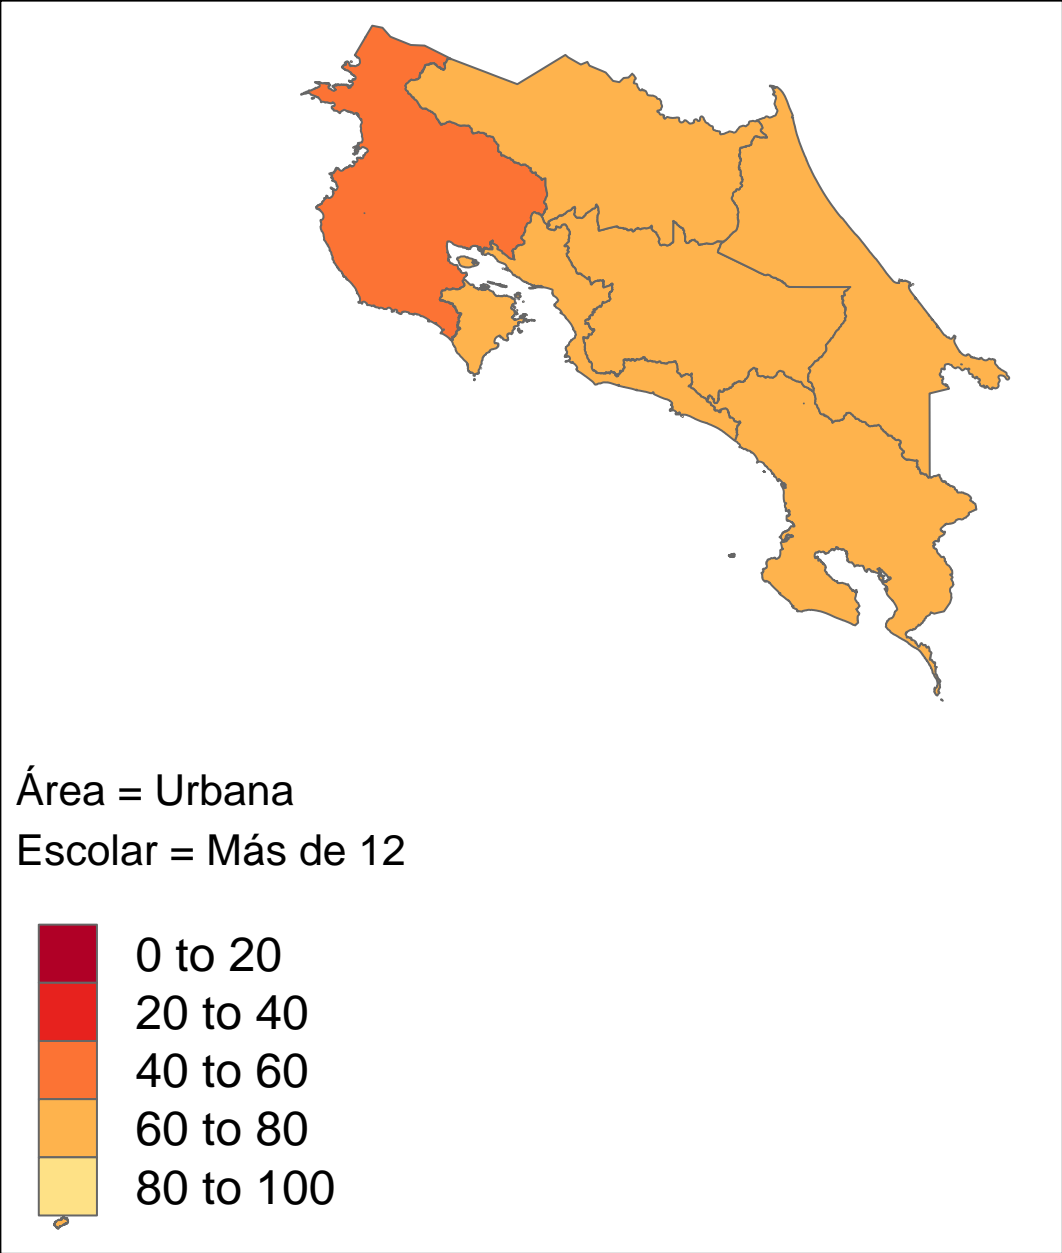 Área = Urbana
Escolar = Más de 12
0 to 20
20 to 40
40 to 60
60 to 80
80 to 100